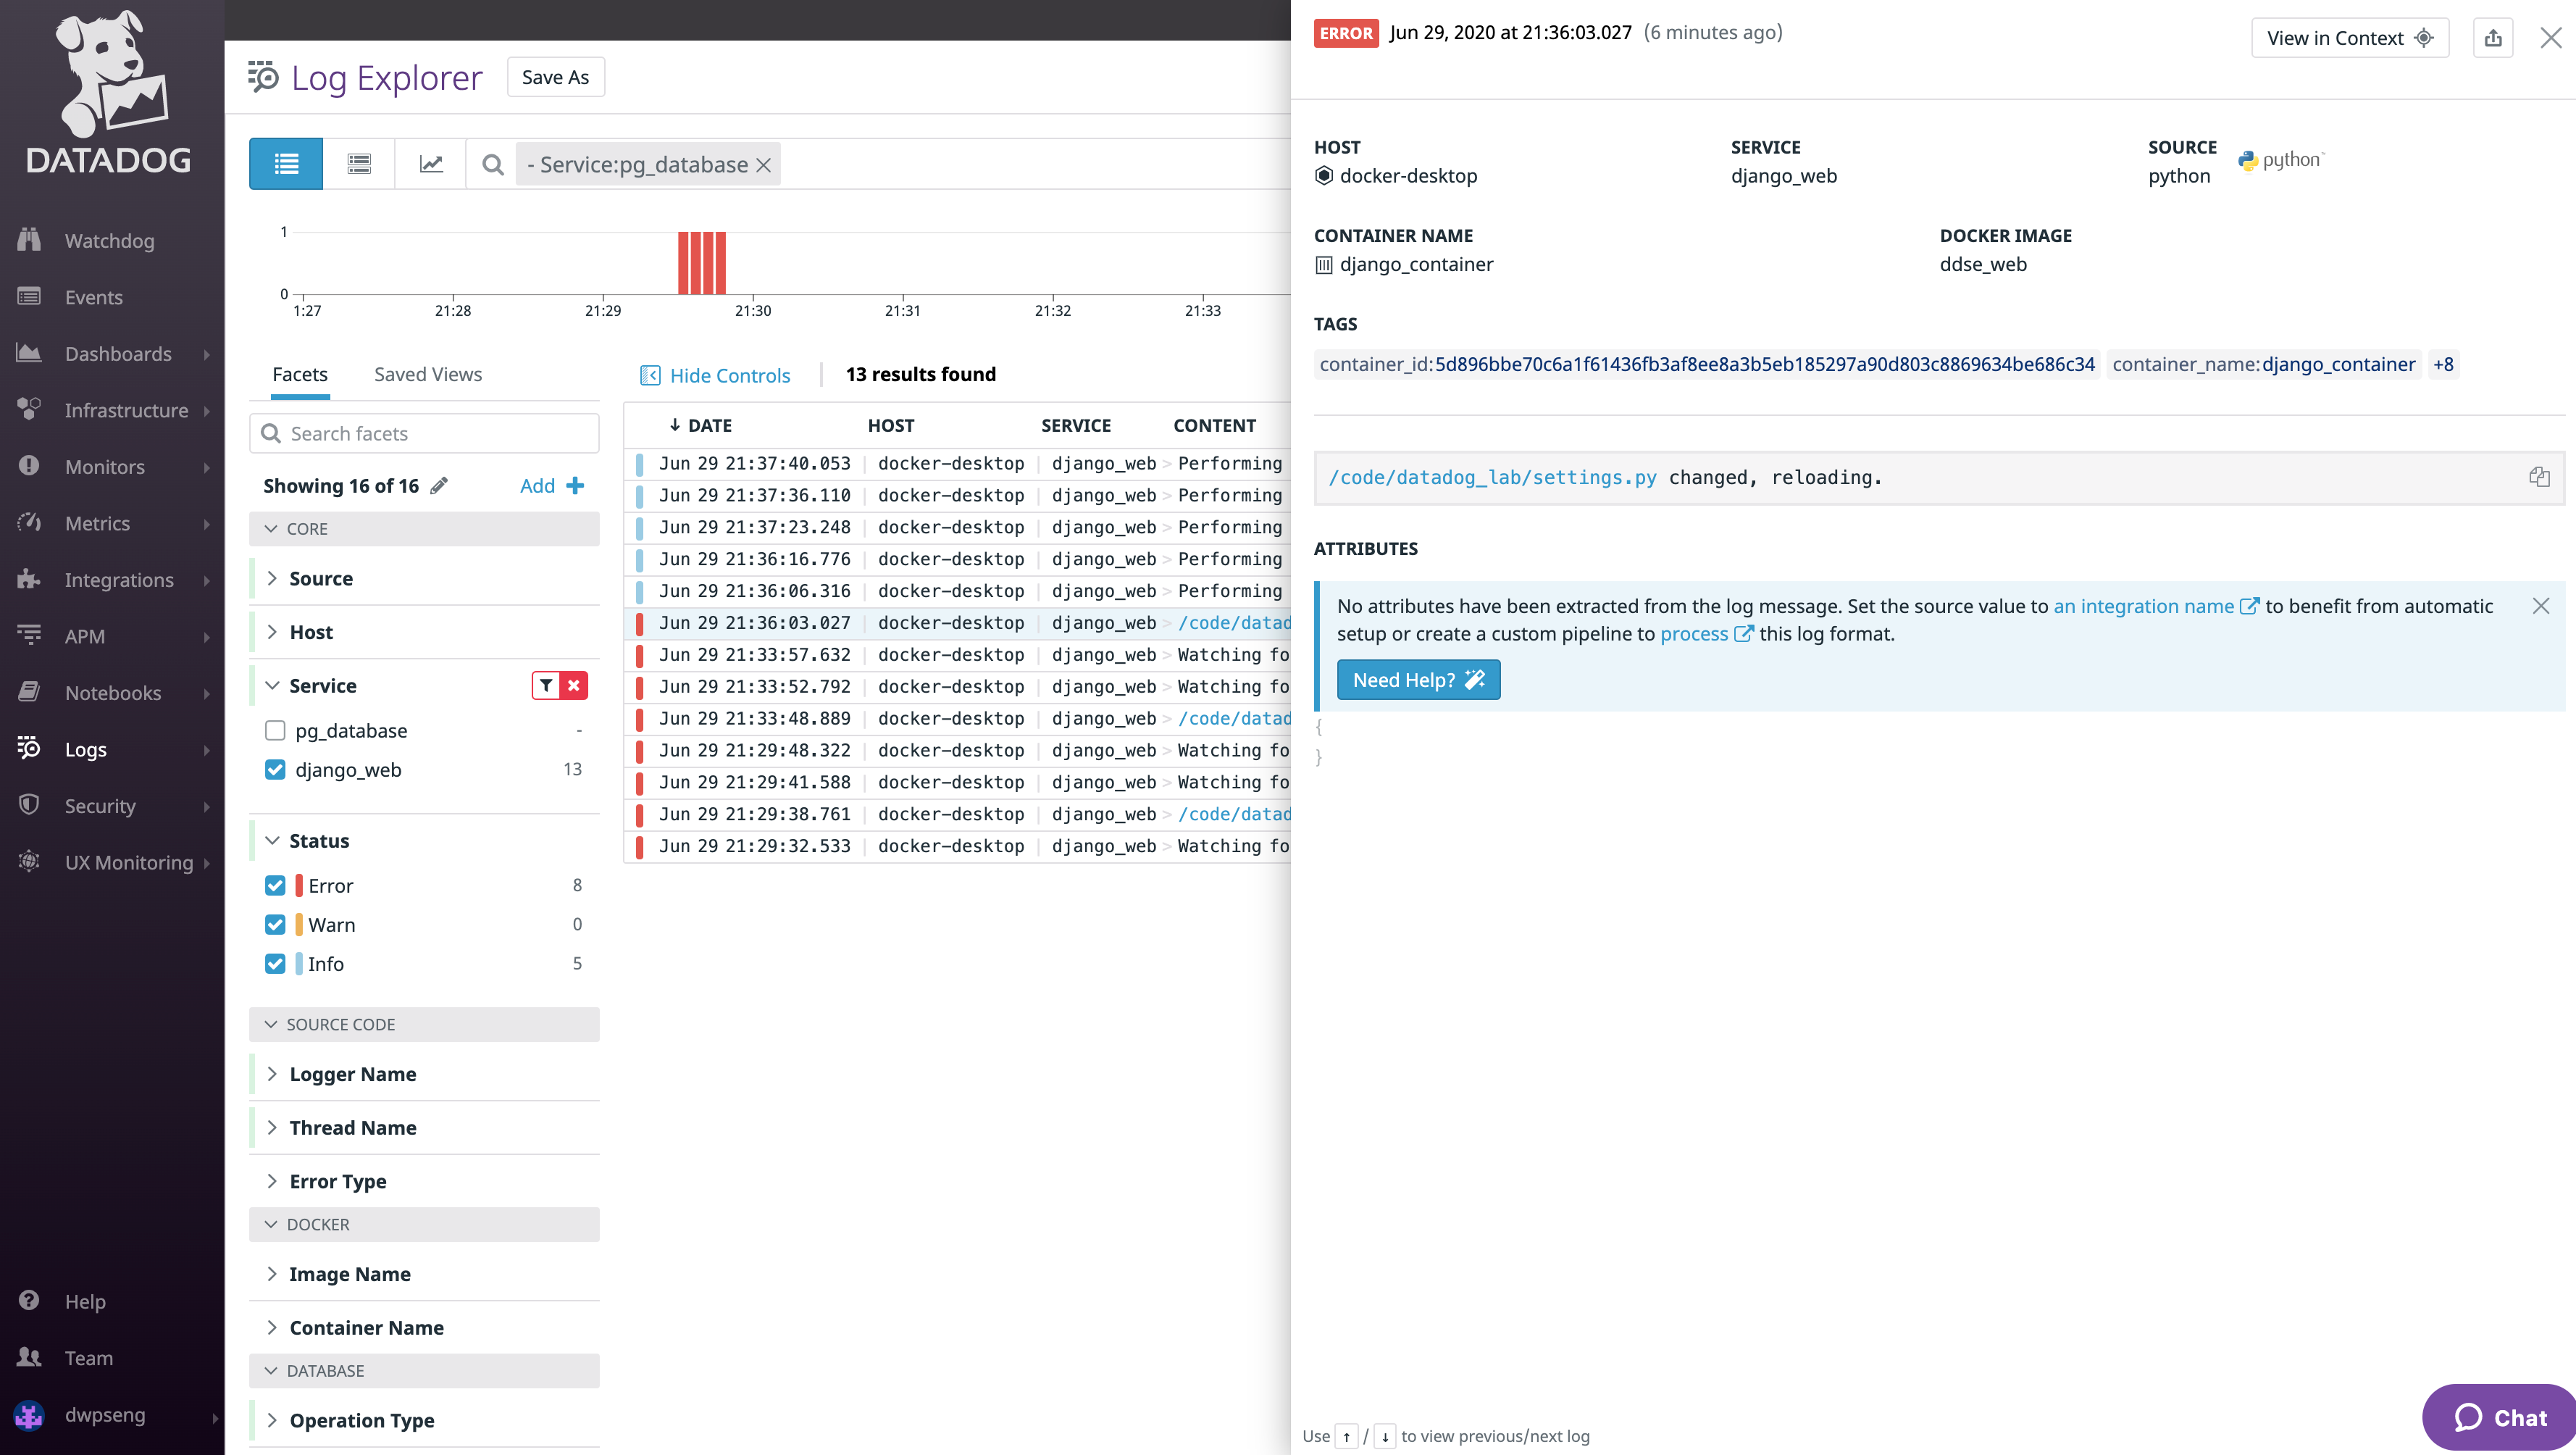 DATADOG
Watchdog
Events
Dashboards
Infrastructure
Monitors
Metrics
Integrations
APM
Notebooks
Logs
Security
UX Monitoring
Help
Team
dwpseng
Log Explorer
Save As
- Service:pg_database
1
0
1:27
21:28
21:29
21:30
21:31
21:32
21:33
Facets
Saved Views
Search facets
Showing 16 of 16
Add
CORE
Source
Host
Service
pg_database -
django_web 13
Status
Error 8
Warn 0
Info 5
SOURCE CODE
Logger Name
Thread Name
Error Type
DOCKER
Image Name
Container Name
DATABASE
Operation Type
Hide Controls
13 results found
DATE HOST SERVICE CONTENT
Jun 29 21:37:40.053 docker-desktop django_web > Performing
Jun 29 21:37:36.110 docker-desktop django_web > Performing
Jun 29 21:37:23.248 docker-desktop django_web > Performing
Jun 29 21:36:16.776 docker-desktop django_web > Performing
Jun 29 21:36:06.316 docker-desktop django_web > Performing
Jun 29 21:36:03.027 docker-desktop django_web > /code/datad
Jun 29 21:33:57.632 docker-desktop django_web > Watching fo
Jun 29 21:33:52.792 docker-desktop django_web > Watching fo
Jun 29 21:33:48.889 docker-desktop django_web > /code/datad
Jun 29 21:29:48.322 docker-desktop django_web > Watching fo
Jun 29 21:29:41.588 docker-desktop django_web > Watching fo
Jun 29 21:29:38.761 docker-desktop django_web > /code/datad
Jun 29 21:29:32.533 docker-desktop django_web > Watching fo
ERROR Jun 29, 2020 at 21:36:03.027 (6 minutes ago)
View in Context
HOST
docker-desktop
SERVICE
django_web
SOURCE
python
python
CONTAINER NAME
django_container
DOCKER IMAGE
ddse_web
TAGS
container_id:5d896bbe70c6a1f61436fb3af8ee8a3b5eb185297a90d803c8869634be686c34 container_name:django_container +8
/code/datadog_lab/settings.py changed, reloading.
ATTRIBUTES
No attributes have been extracted from the log message. Set the source value to an integration name to benefit from automatic
setup or create a custom pipeline to process this log format.
Need Help?
{
}
Use ↑ / ↓ to view previous/next log
Chat